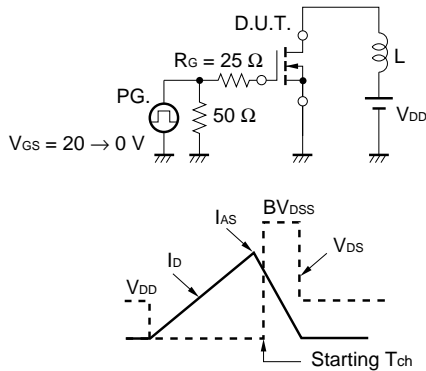 D.U.T.
RG = 25 Ω
L
PG.
50 Ω
VDD
VGS = 20 → 0 V
BVDSS
IAS
ID
VDS
VDD
Starting Tch